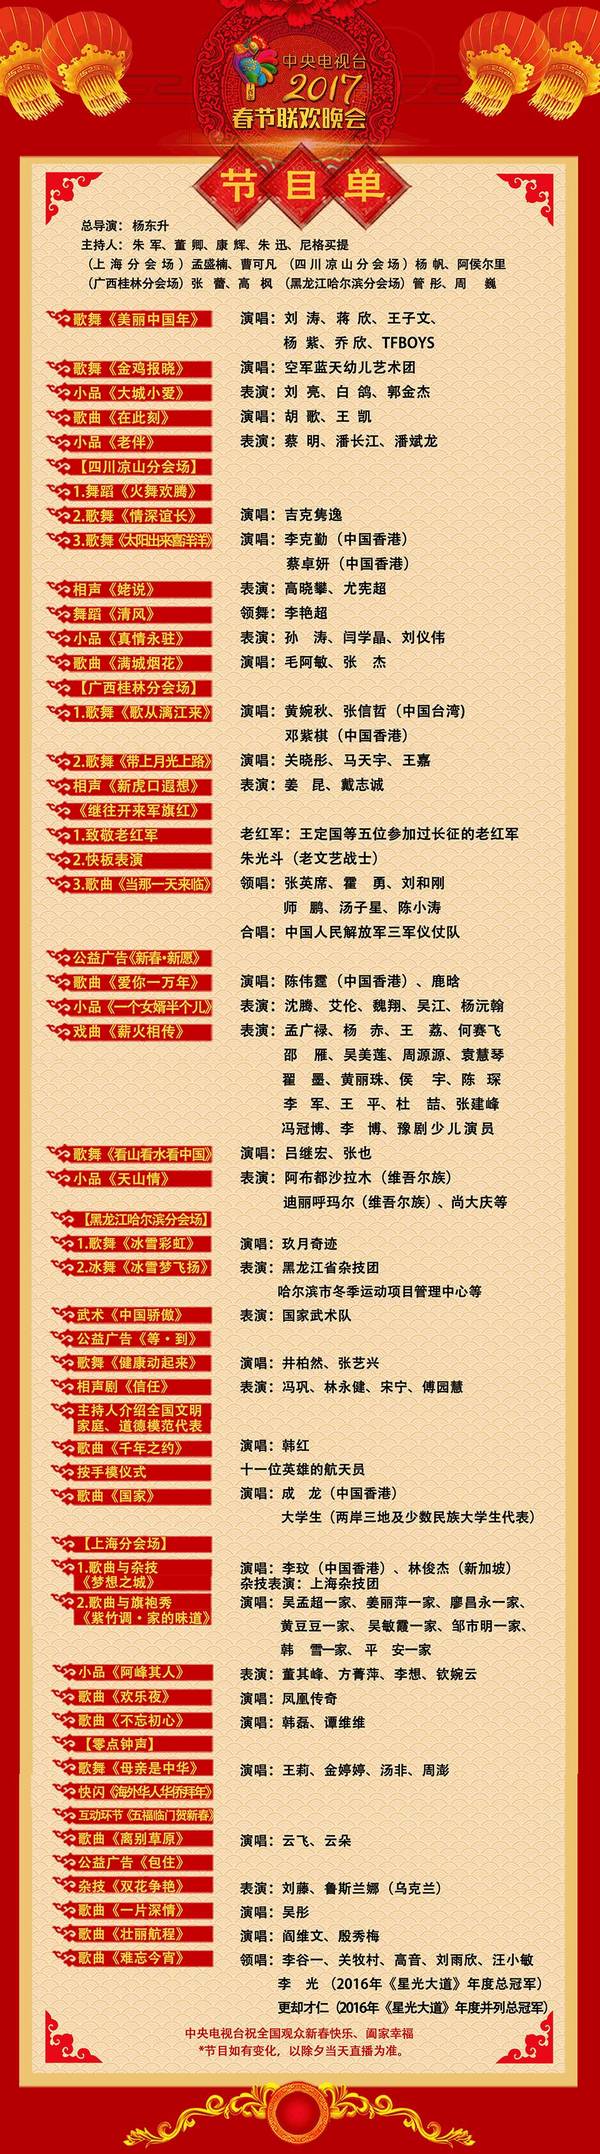 中央电视台
2017
春节联欢晚会
节目单
总导演：杨东升
主持人：朱 军、董 卿、康 辉、朱 迅、尼格买提
（上海分会场）孟盛楠、曹可凡（四川凉山分会场）杨 帆、阿侯尔里
（广西桂林分会场）张 蕾、高 枫（黑龙江哈尔滨分会场）管 彤、周 巍
歌舞《美丽中国年》 演唱：刘 涛、蒋 欣、王子文、
杨 紫、乔 欣、TFBOYS
歌舞《金鸡报晓》 演唱：空军蓝天幼儿艺术团
小品《大城小爱》 表演：刘 亮、白 鸽、郭金杰
歌曲《在此刻》 演唱：胡 歌、王 凯
小品《老伴》 表演：蔡 明、潘长江、潘斌龙
【四川凉山分会场】
1.舞蹈《火舞欢腾》
2.歌舞《情深谊长》 演唱：吉克隽逸
3.歌舞《太阳出来喜洋洋》 演唱：李克勤（中国香港）
蔡卓妍（中国香港）
相声《姥说》 表演：高晓攀、尤宪超
舞蹈《清风》 领舞：李艳超
小品《真情永驻》 表演：孙 涛、闫学晶、刘仪伟
歌曲《满城烟花》 演唱：毛阿敏、张 杰
【广西桂林分会场】
1.歌舞《歌从漓江来》 演唱：黄婉秋、张信哲（中国台湾）
邓紫棋（中国香港）
2.歌舞《带上月光上路》 演唱：关晓彤、马天宇、王嘉
相声《新虎口遐想》 表演：姜 昆、戴志诚
《继往开来军旗红》
1.致敬老红军 老红军：王定国等五位参加过长征的老红军
2.快板表演 朱光斗（老文艺战士）
3.歌曲《当那一天来临》 领唱：张英席、霍 勇、刘和刚
师 鹏、汤子星、陈小涛
合唱：中国人民解放军三军仪仗队
公益广告《新春·新愿》
歌曲《爱你一万年》 演唱：陈伟霆（中国香港）、鹿晗
小品《一个女婿半个儿》 表演：沈腾、艾伦、魏翔、吴江、杨沅翰
戏曲《薪火相传》 表演：孟广禄、杨 赤、王 荔、何赛飞
邵 雁、吴美莲、周源源、袁慧琴
翟 墨、黄丽珠、侯 宇、陈 琛
李 军、王 平、杜 喆、张建峰
冯冠博、李 博、豫剧少儿演员
歌舞《看山看水看中国》 演唱：吕继宏、张也
小品《天山情》 表演：阿布都沙拉木（维吾尔族）
迪丽呼玛尔（维吾尔族）、尚大庆等
【黑龙江哈尔滨分会场】
1.歌舞《冰雪彩虹》 演唱：玖月奇迹
2.冰舞《冰雪梦飞扬》 表演：黑龙江省杂技团
哈尔滨市冬季运动项目管理中心等
武术《中国骄傲》 表演：国家武术队
公益广告《等·到》
歌舞《健康动起来》 演唱：井柏然、张艺兴
相声剧《信任》 表演：冯巩、林永健、宋宁、傅园慧
主持人介绍全国文明
家庭、道德模范代表
歌曲《千年之约》 演唱：韩红
按手模仪式 十一位英雄的航天员
歌曲《国家》 演唱：成 龙（中国香港）
大学生（两岸三地及少数民族大学生代表）
【上海分会场】
1.歌曲与杂技 演唱：李玟（中国香港）、林俊杰（新加坡）
《梦想之城》 杂技表演：上海杂技团
2.歌曲与旗袍秀 演唱：吴孟超一家、姜丽萍一家、廖昌永一家、
《紫竹调·家的味道》 黄豆豆一家、吴敏霞一家、邹市明一家、
韩 雪一家、平 安一家
小品《阿峰其人》 表演：董其峰、方菁萍、李想、钦婉云
歌曲《欢乐夜》 演唱：凤凰传奇
歌曲《不忘初心》 演唱：韩磊、谭维维
【零点钟声】
歌舞《母亲是中华》 演唱：王莉、金婷婷、汤非、周澎
快闪《海外华人华侨拜年》
互动环节《五福临门贺新春》
歌曲《离别草原》 演唱：云飞、云朵
公益广告《包住》
杂技《双花争艳》 表演：刘藤、鲁斯兰娜（乌克兰）
歌曲《一片深情》 演唱：吴彤
歌曲《壮丽航程》 演唱：阎维文、殷秀梅
歌曲《难忘今宵》 领唱：李谷一、关牧村、高音、刘雨欣、汪小敏
李 光（2016年《星光大道》年度总冠军）
更却才仁（2016年《星光大道》年度并列总冠军）
中央电视台祝全国观众新春快乐、阖家幸福
*节目如有变化，以除夕当天直播为准。